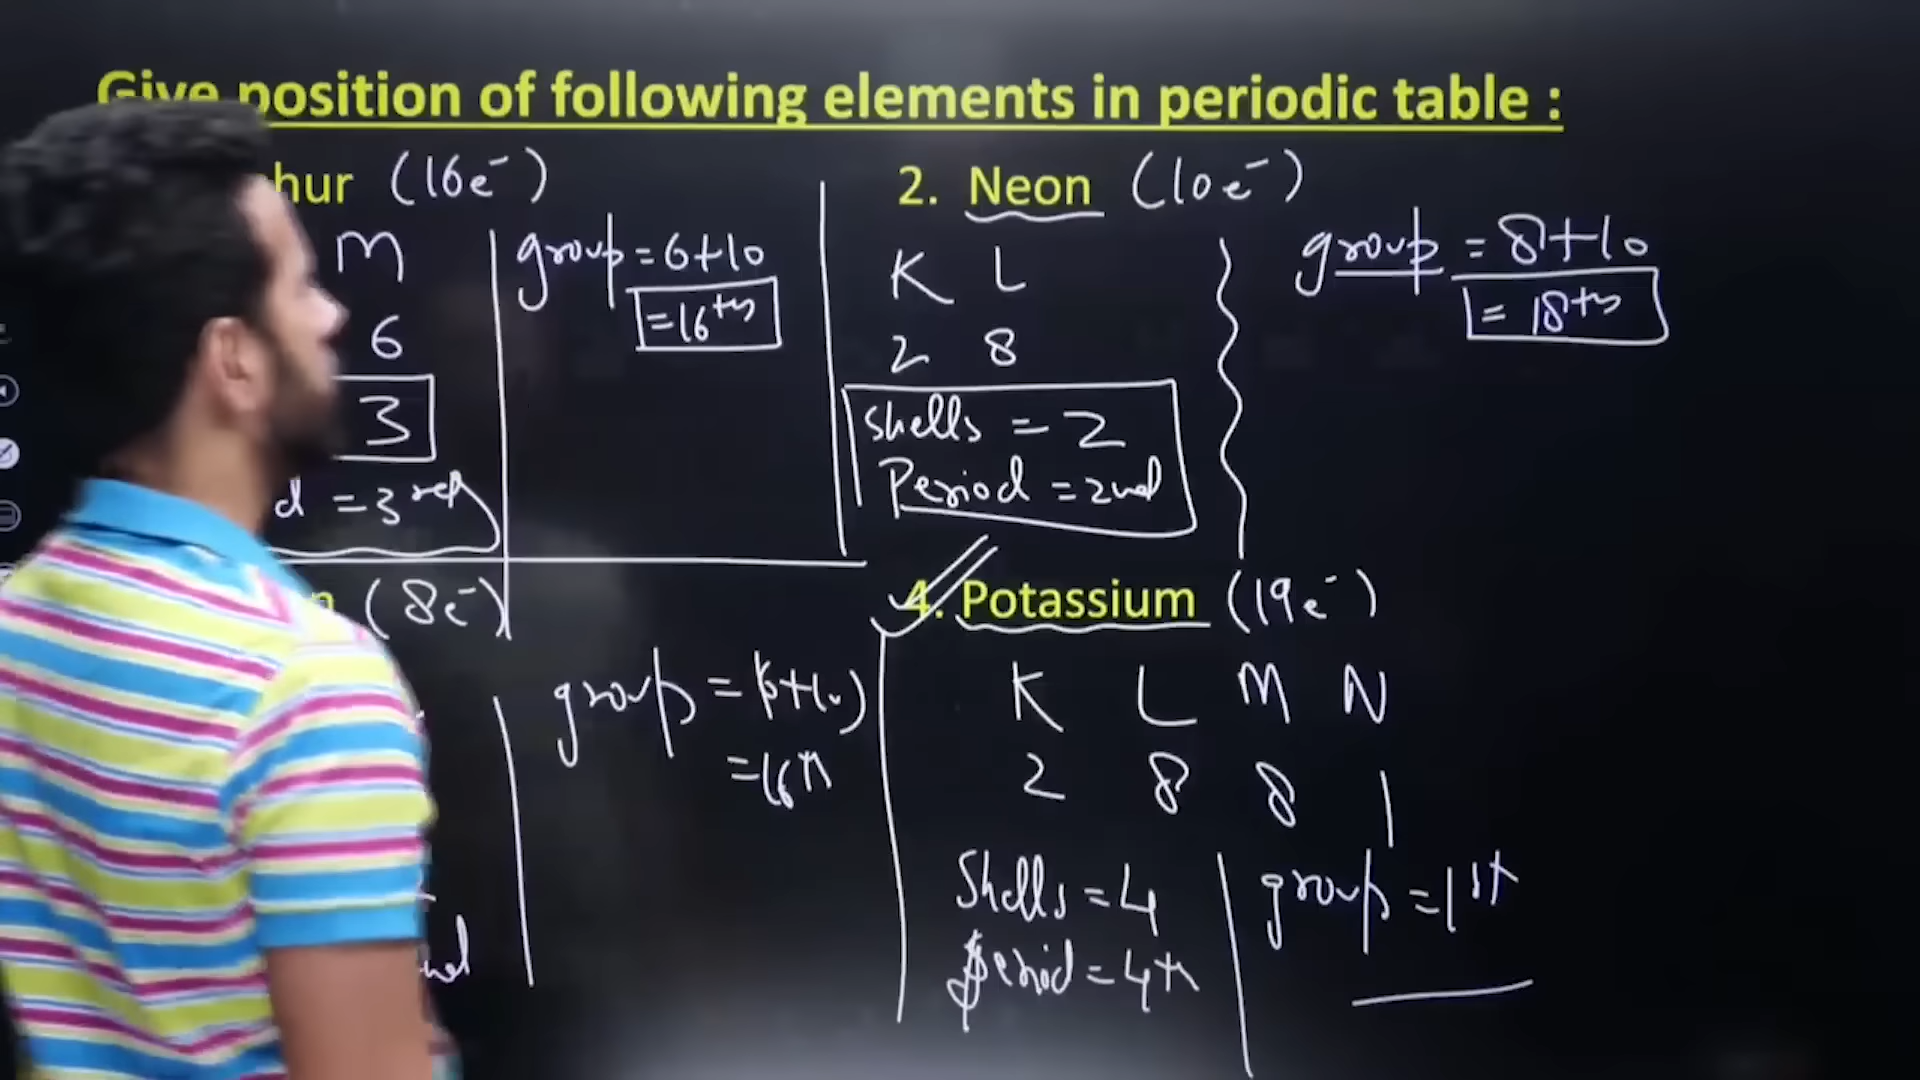 Give position of following elements in periodic table :
hur (16e⁻)
M
6
3
d = 3
group = 6+10
=16th
2. Neon (10e⁻)
K L
2 8
Shells = 2
Period = 2nd
group = 8+10
= 18th
n (8e⁻)
nd
group = (6+10)
=16th
4. Potassium (19e⁻)
K L M N
2 8 8 1
Shells = 4
Period = 4th
group = 1st